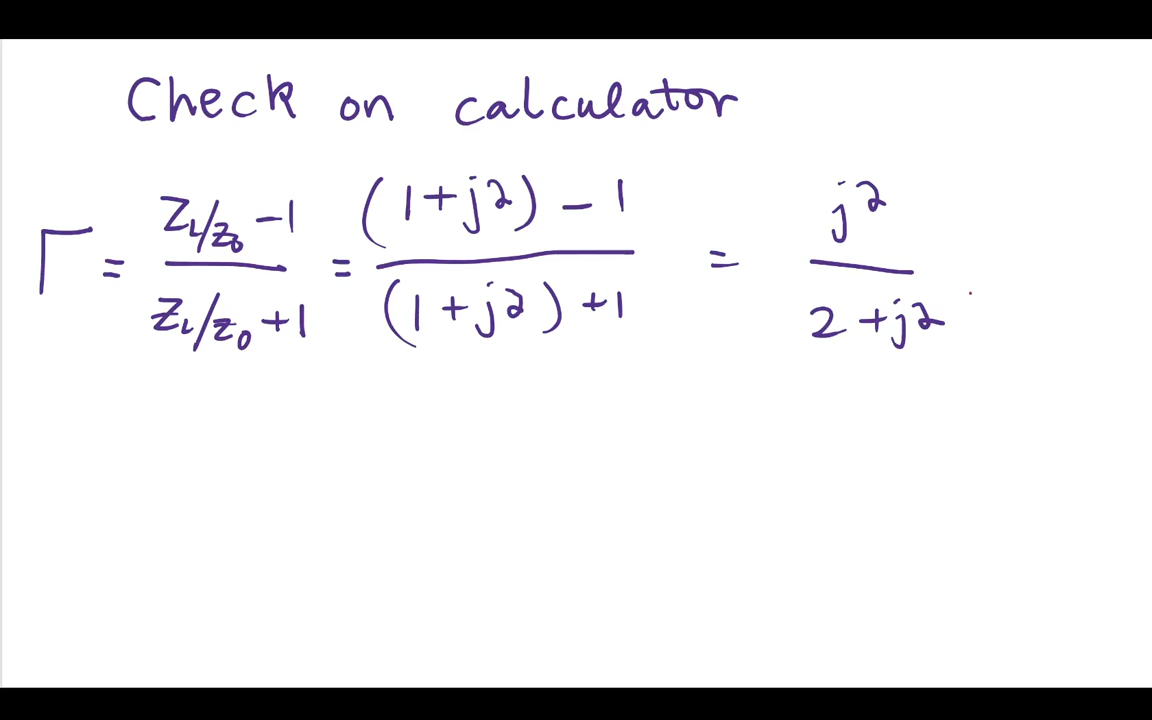 Check on calculator
Γ = (Z_L/Z_0 - 1) / (Z_L/Z_0 + 1) = ((1 + j2) - 1) / ((1 + j2) + 1) = j2 / (2 + j2)